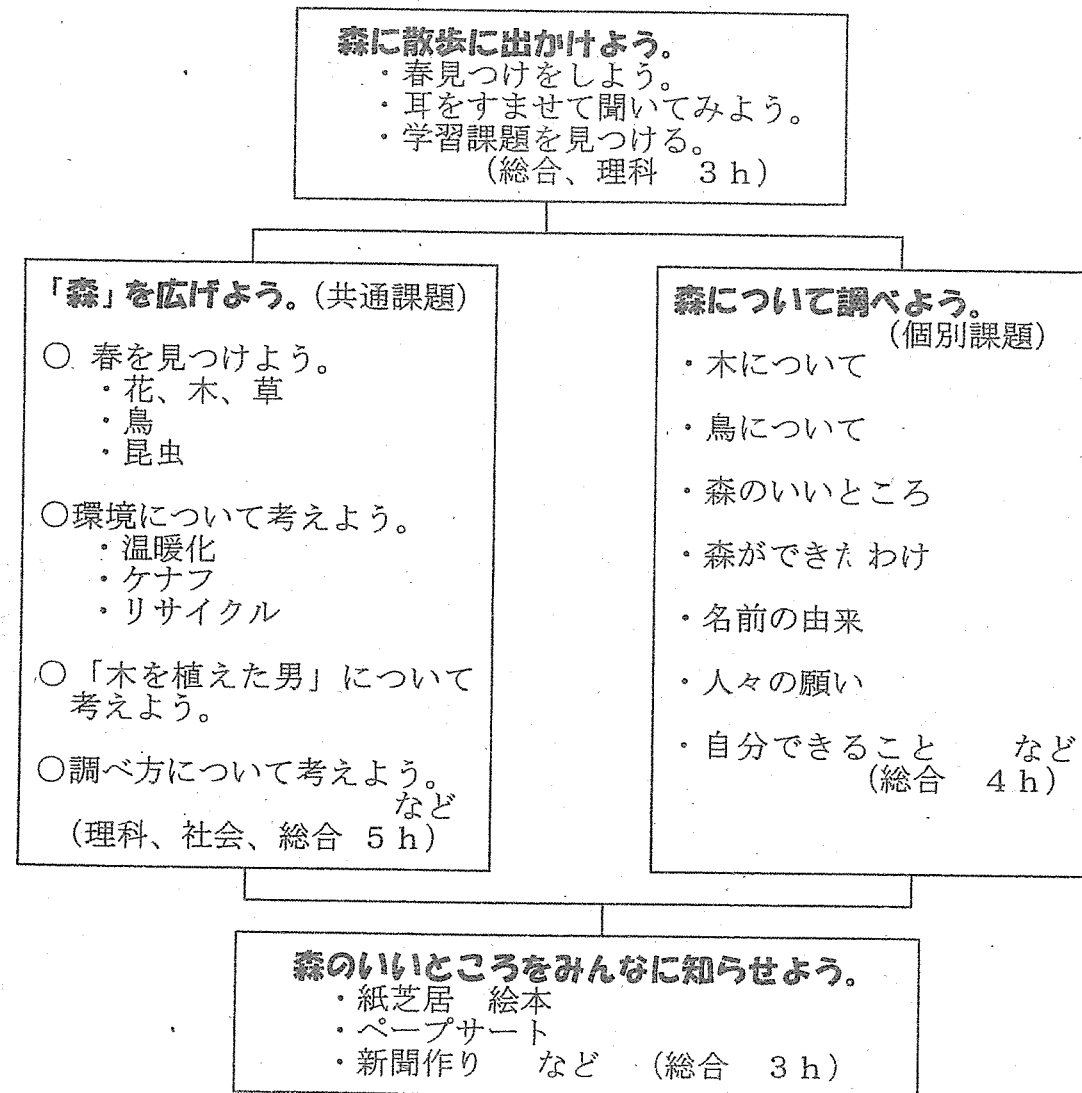 森に散歩に出かけよう。
・春見つけをしよう。
・耳をすませて聞いてみよう。
・学習課題を見つける。
(総合、理科 3h)
「森」を広げよう。(共通課題)
○ 春を見つけよう。
・花、木、草
・鳥
・昆虫
○環境について考えよう。
・温暖化
・ケナフ
・リサイクル
○「木を植えた男」について
考えよう。
○調べ方について考えよう。
など
(理科、社会、総合 5h)
森について調べよう。
(個別課題)
・木について
・鳥について
・森のいいところ
・森ができたわけ
・名前の由来
・人々の願い
・自分できること など
(総合 4h)
森のいいところをみんなに知らせよう。
・紙芝居 絵本
・ペープサート
・新聞作り など (総合 3h)